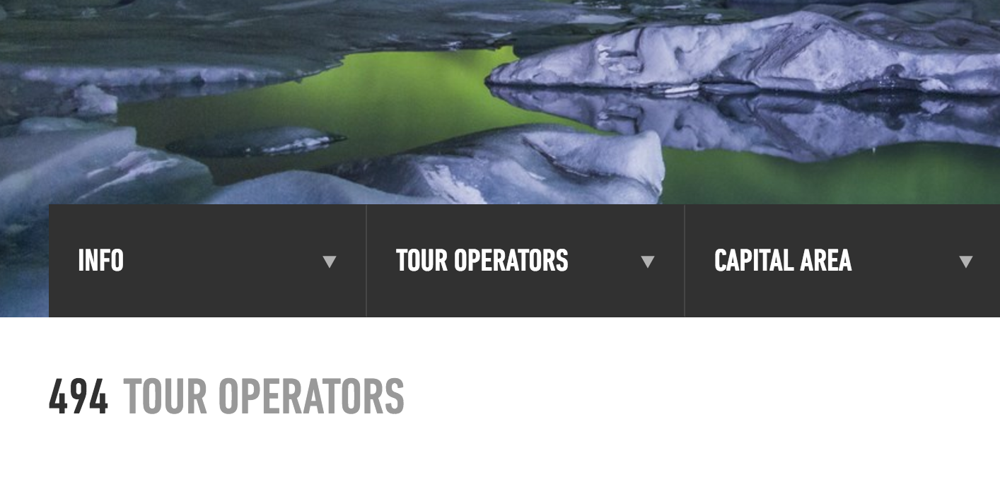 INFO
TOUR OPERATORS
CAPITAL AREA
494 TOUR OPERATORS